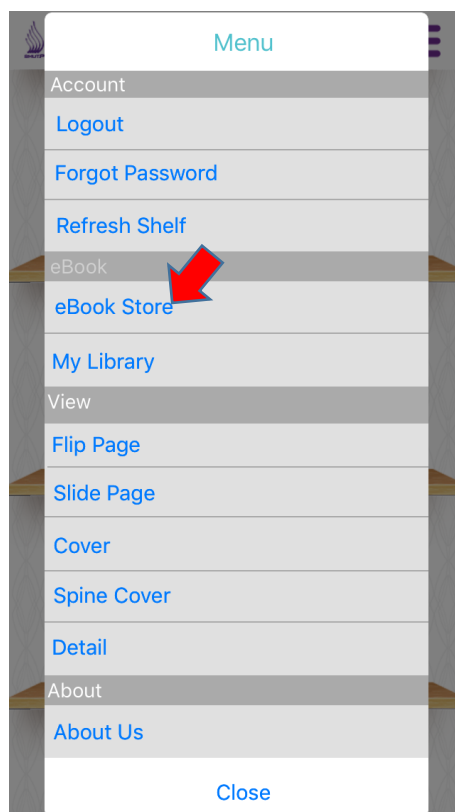 Menu
Account
Logout
Forgot Password
Refresh Shelf
eBook
eBook Store
My Library
View
Flip Page
Slide Page
Cover
Spine Cover
Detail
About
About Us
Close